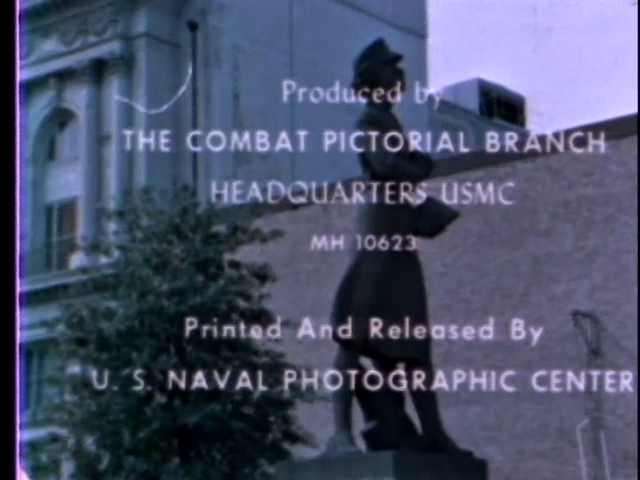 Produced by
THE COMBAT PICTORIAL BRANCH
HEADQUARTERS USMC
MH 10623
Printed And Released By
U. S. NAVAL PHOTOGRAPHIC CENTER